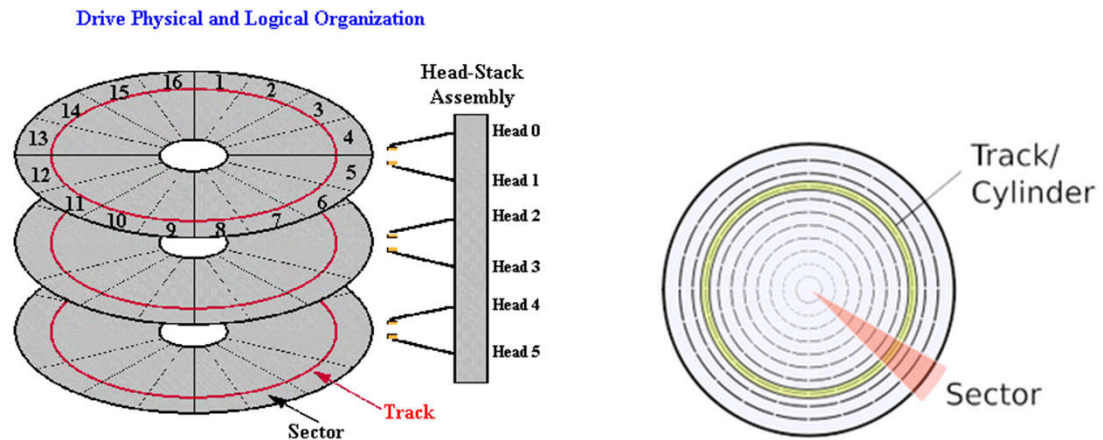 Drive Physical and Logical Organization
Head-Stack
Assembly
Head 0
Head 1
Head 2
Head 3
Head 4
Head 5
1
2
3
4
5
6
7
8
9
10
11
12
13
14
15
16
Track
Sector
Track/
Cylinder
Sector